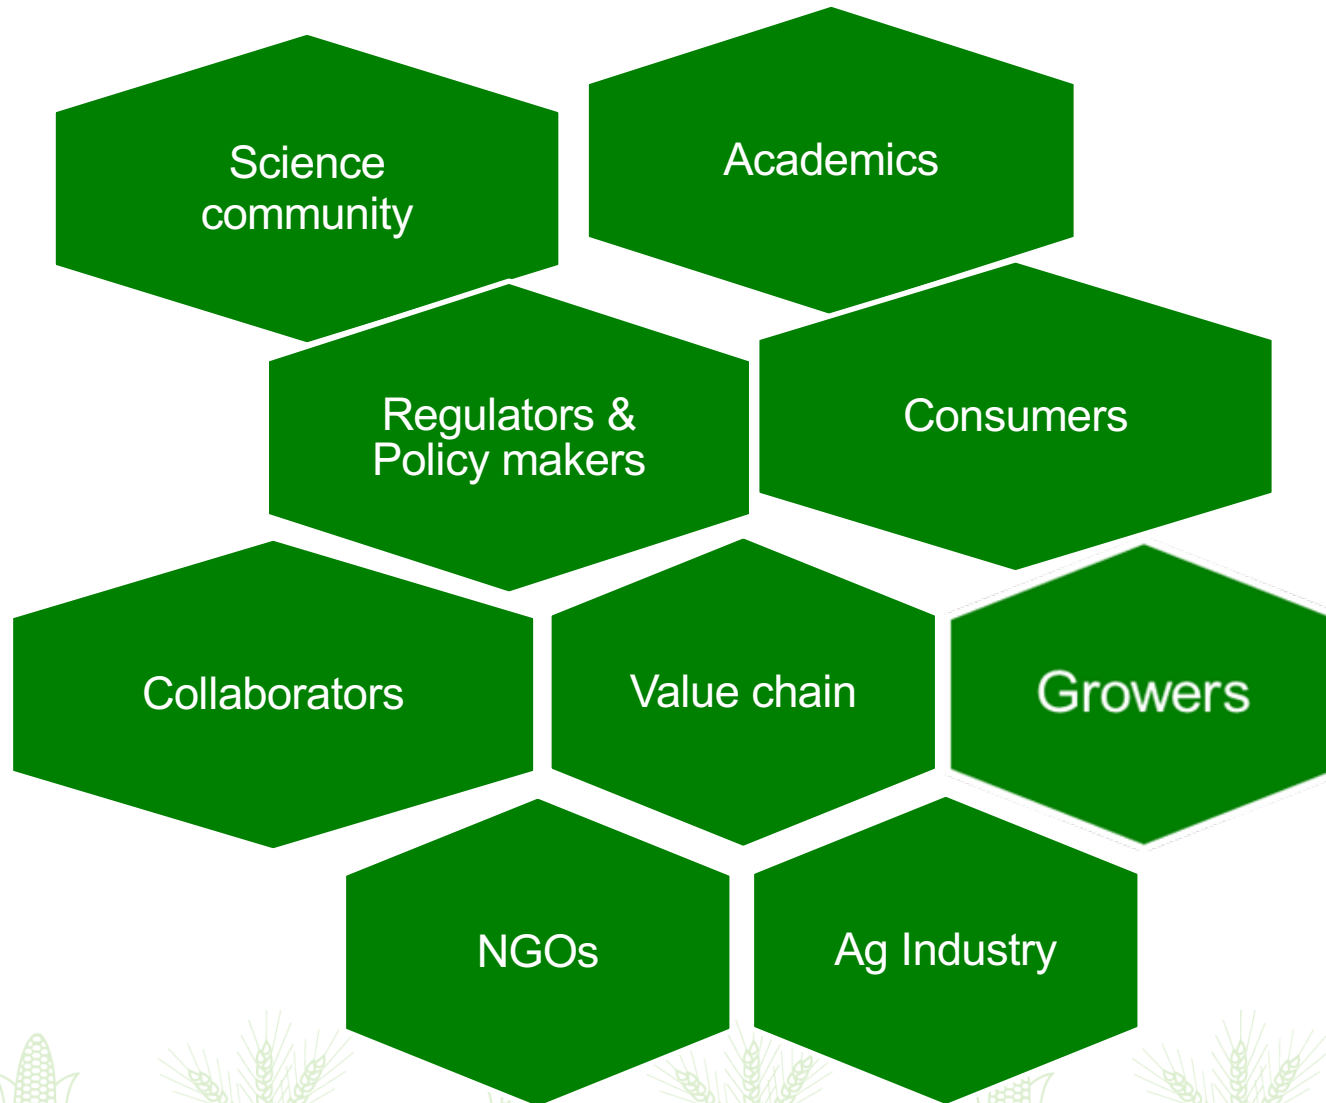 Science
community
Academics
Regulators &
Policy makers
Consumers
Collaborators
Value chain
Growers
NGOs
Ag Industry